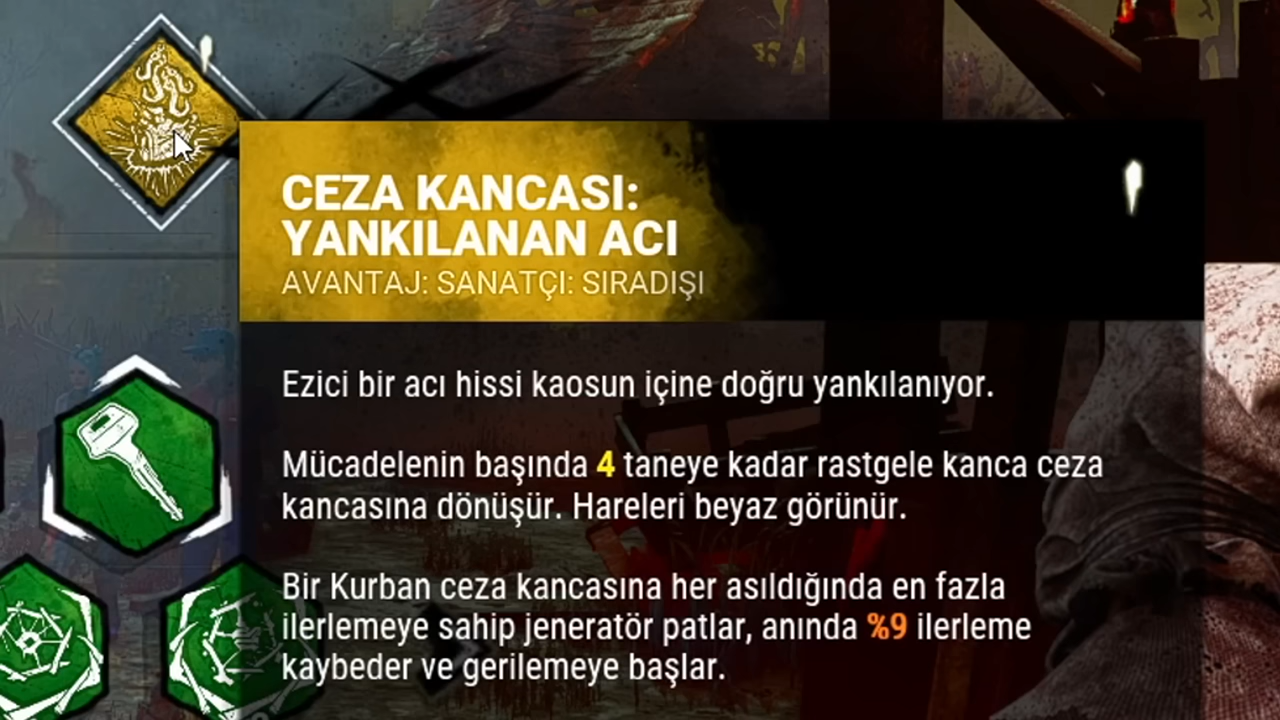 CEZA KANCASI:
YANKILANAN ACI
AVANTAJ: SANATÇI: SIRADIŞI
Ezici bir acı hissi kaosun içine doğru yankılanıyor.
Mücadelenin başında 4 taneye kadar rastgele kanca ceza
kancasına dönüşür. Hareleri beyaz görünür.
Bir Kurban ceza kancasına her asıldığında en fazla
ilerlemeye sahip jeneratör patlar, anında %9 ilerleme
kaybeder ve gerilemeye başlar.